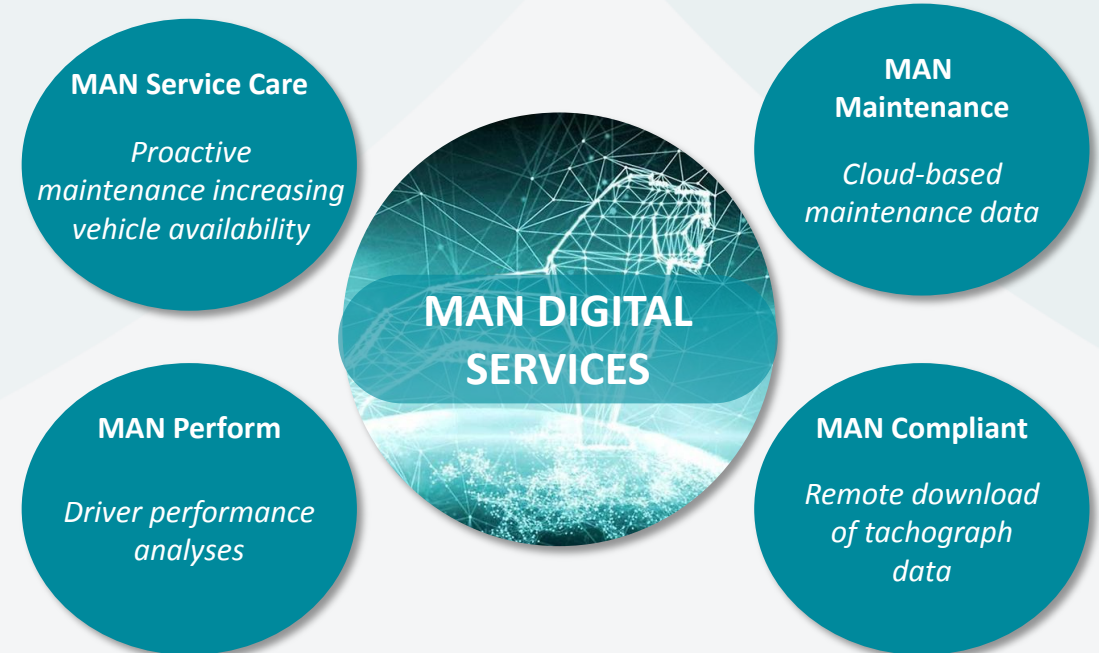 MAN Service Care
Proactive
maintenance increasing
vehicle availability
MAN
Maintenance
Cloud-based
maintenance data
MAN DIGITAL
SERVICES
MAN Perform
Driver performance
analyses
MAN Compliant
Remote download
of tachograph
data